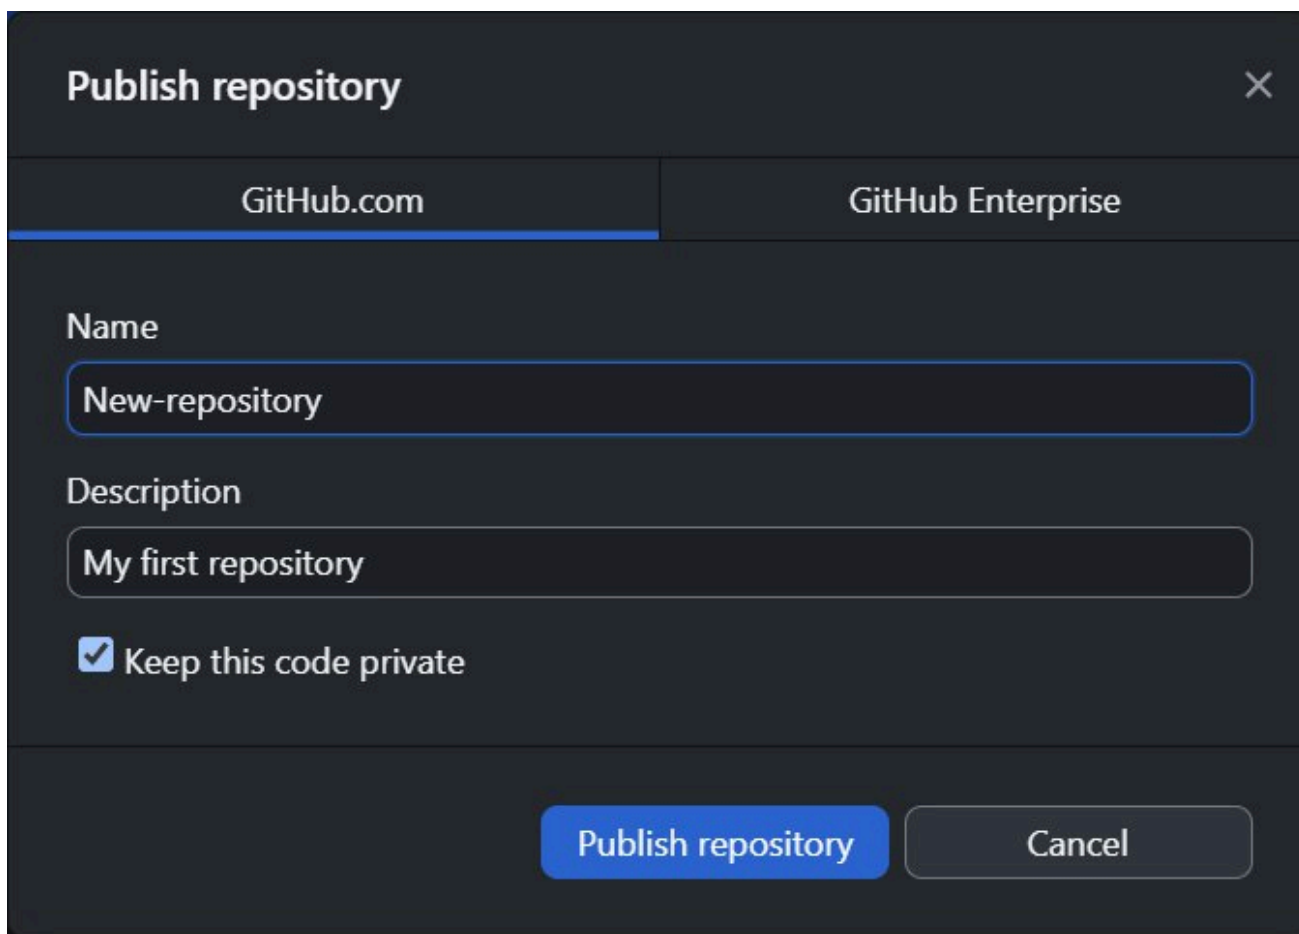 Publish repository
GitHub.com
GitHub Enterprise
Name
New-repository
Description
My first repository
Keep this code private
Publish repository
Cancel